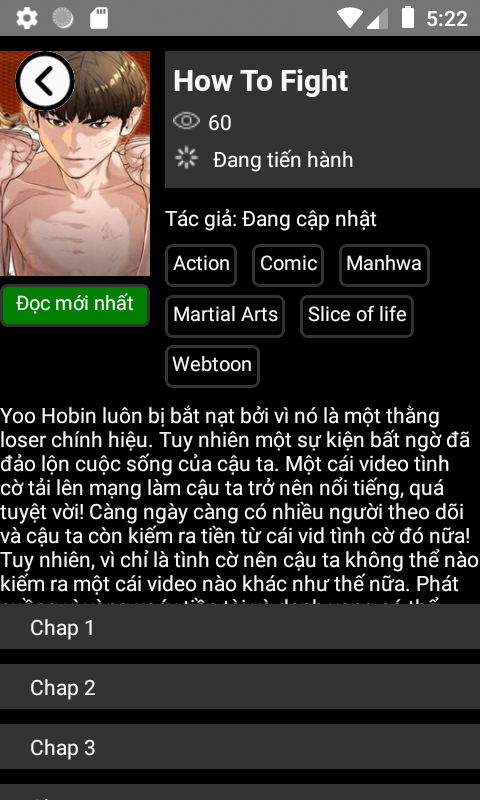 5:22
How To Fight
60
Đang tiến hành
Tác giả: Đang cập nhật
Action Comic Manhwa
Đọc mới nhất
Martial Arts Slice of life
Webtoon
Yoo Hobin luôn bị bắt nạt bởi vì nó là một thằng
loser chính hiệu. Tuy nhiên một sự kiện bất ngờ đã
đảo lộn cuộc sống của cậu ta. Một cái video tình
cờ tải lên mạng làm cậu ta trở nên nổi tiếng, quá
tuyệt vời! Càng ngày càng có nhiều người theo dõi
và cậu ta còn kiếm ra tiền từ cái vid tình cờ đó nữa!
Tuy nhiên, vì chỉ là tình cờ nên cậu ta không thể nào
kiếm ra một cái video nào khác như thế nữa. Phát
Chap 1
Chap 2
Chap 3